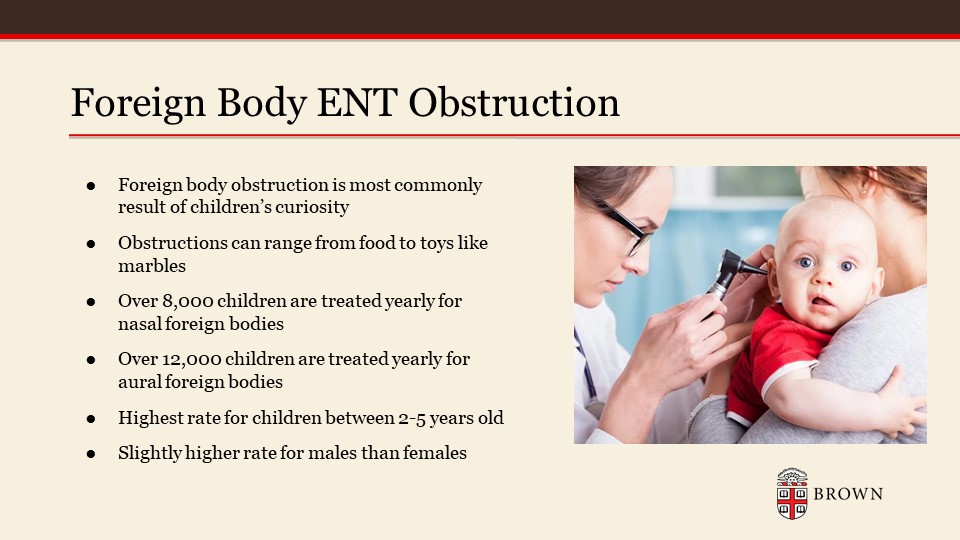 Foreign Body ENT Obstruction
● Foreign body obstruction is most commonly
result of children’s curiosity
● Obstructions can range from food to toys like
marbles
● Over 8,000 children are treated yearly for
nasal foreign bodies
● Over 12,000 children are treated yearly for
aural foreign bodies
● Highest rate for children between 2-5 years old
● Slightly higher rate for males than females
BROWN